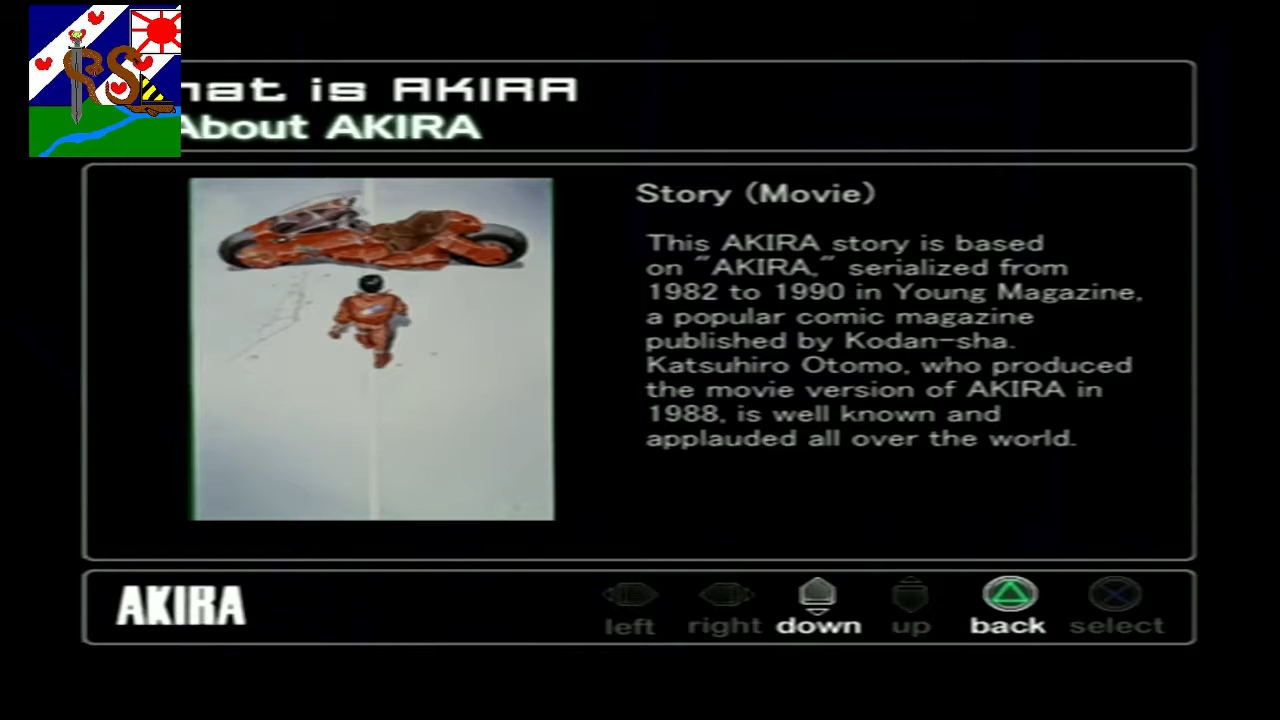 hat is AKIRA
About AKIRA
Story (Movie)
This AKIRA story is based
on "AKIRA," serialized from
1982 to 1990 in Young Magazine,
a popular comic magazine
published by Kodan-sha.
Katsuhiro Otomo, who produced
the movie version of AKIRA in
1988, is well known and
applauded all over the world.
AKIRA
left right down up back select